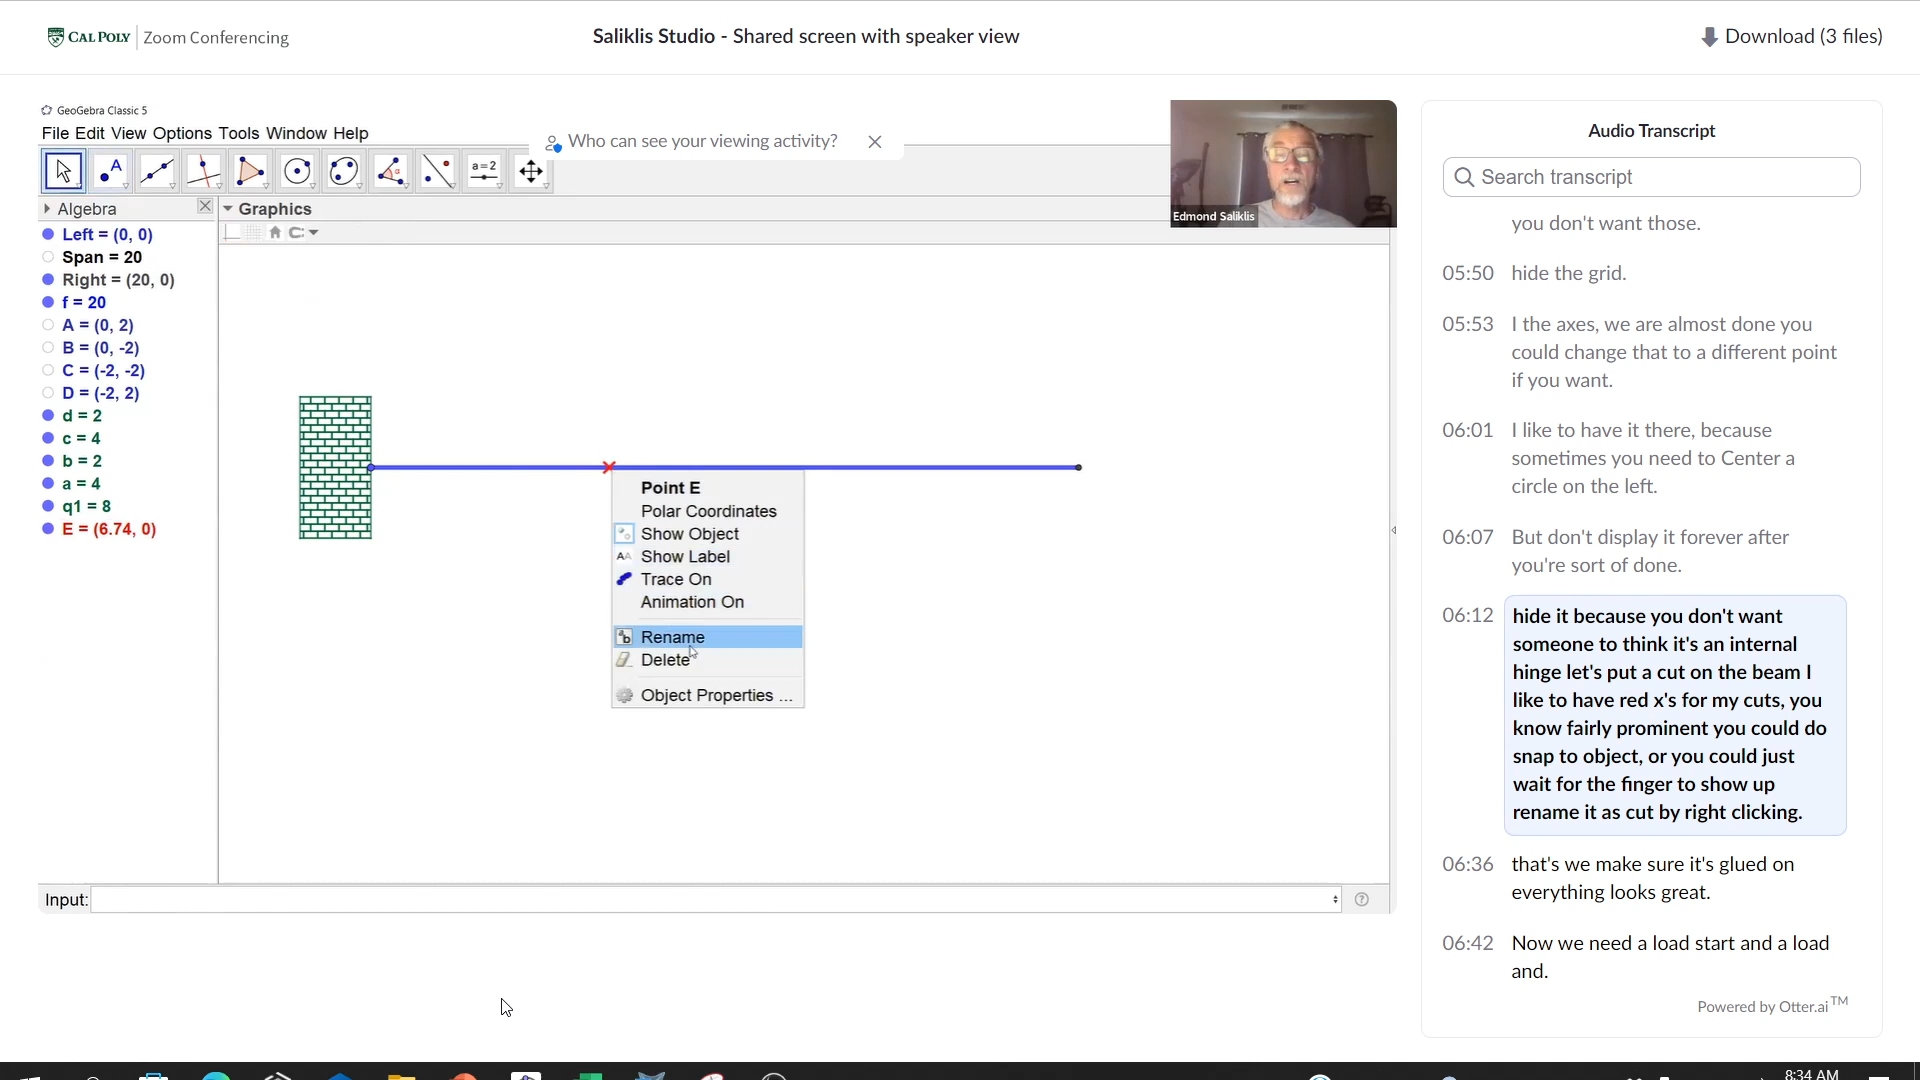 CAL POLY Zoom Conferencing
Saliklis Studio - Shared screen with speaker view
Download (3 files)
GeoGebra Classic 5
File Edit View Options Tools Window Help
Who can see your viewing activity?
A
α
a=2
Algebra
Graphics
Left = (0, 0)
Span = 20
Right = (20, 0)
f = 20
A = (0, 2)
B = (0, -2)
C = (-2, -2)
D = (-2, 2)
d = 2
c = 4
b = 2
a = 4
q1 = 8
E = (6.74, 0)
Point E
Polar Coordinates
Show Object
AA Show Label
Trace On
Animation On
Rename
Delete
Object Properties ...
Input:
Edmond Saliklis
Audio Transcript
Search transcript
you don't want those.
05:50 hide the grid.
05:53 I the axes, we are almost done you
could change that to a different point
if you want.
06:01 I like to have it there, because
sometimes you need to Center a
circle on the left.
06:07 But don't display it forever after
you're sort of done.
06:12 hide it because you don't want
someone to think it's an internal
hinge let's put a cut on the beam I
like to have red x's for my cuts, you
know fairly prominent you could do
snap to object, or you could just
wait for the finger to show up
rename it as cut by right clicking.
06:36 that's we make sure it's glued on
everything looks great.
06:42 Now we need a load start and a load
and.
Powered by Otter.ai TM
8:34 AM